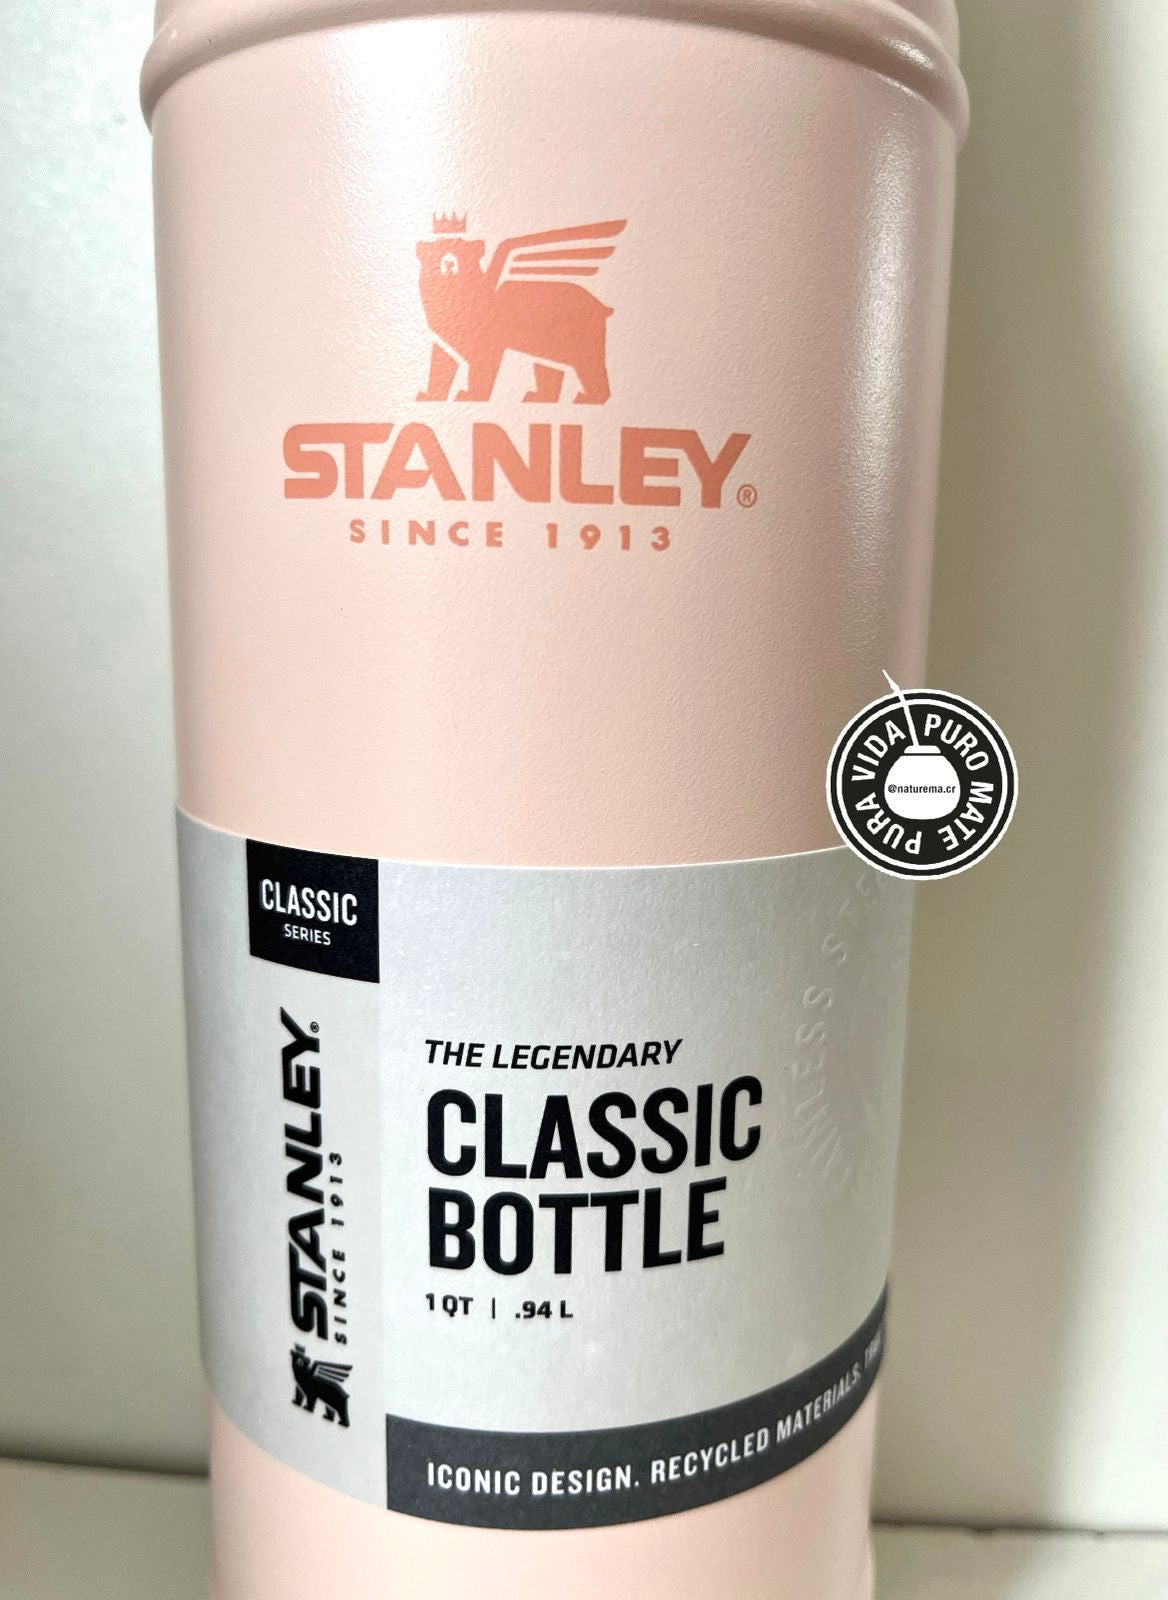 STANLEY®
SINCE 1913
PURA VIDA PURO MATE
@naturema.cr
CLASSIC
SERIES
STANLEY®
SINCE 1913
THE LEGENDARY
CLASSIC
BOTTLE
1 QT | .94 L
ICONIC DESIGN. RECYCLED MATERIALS.